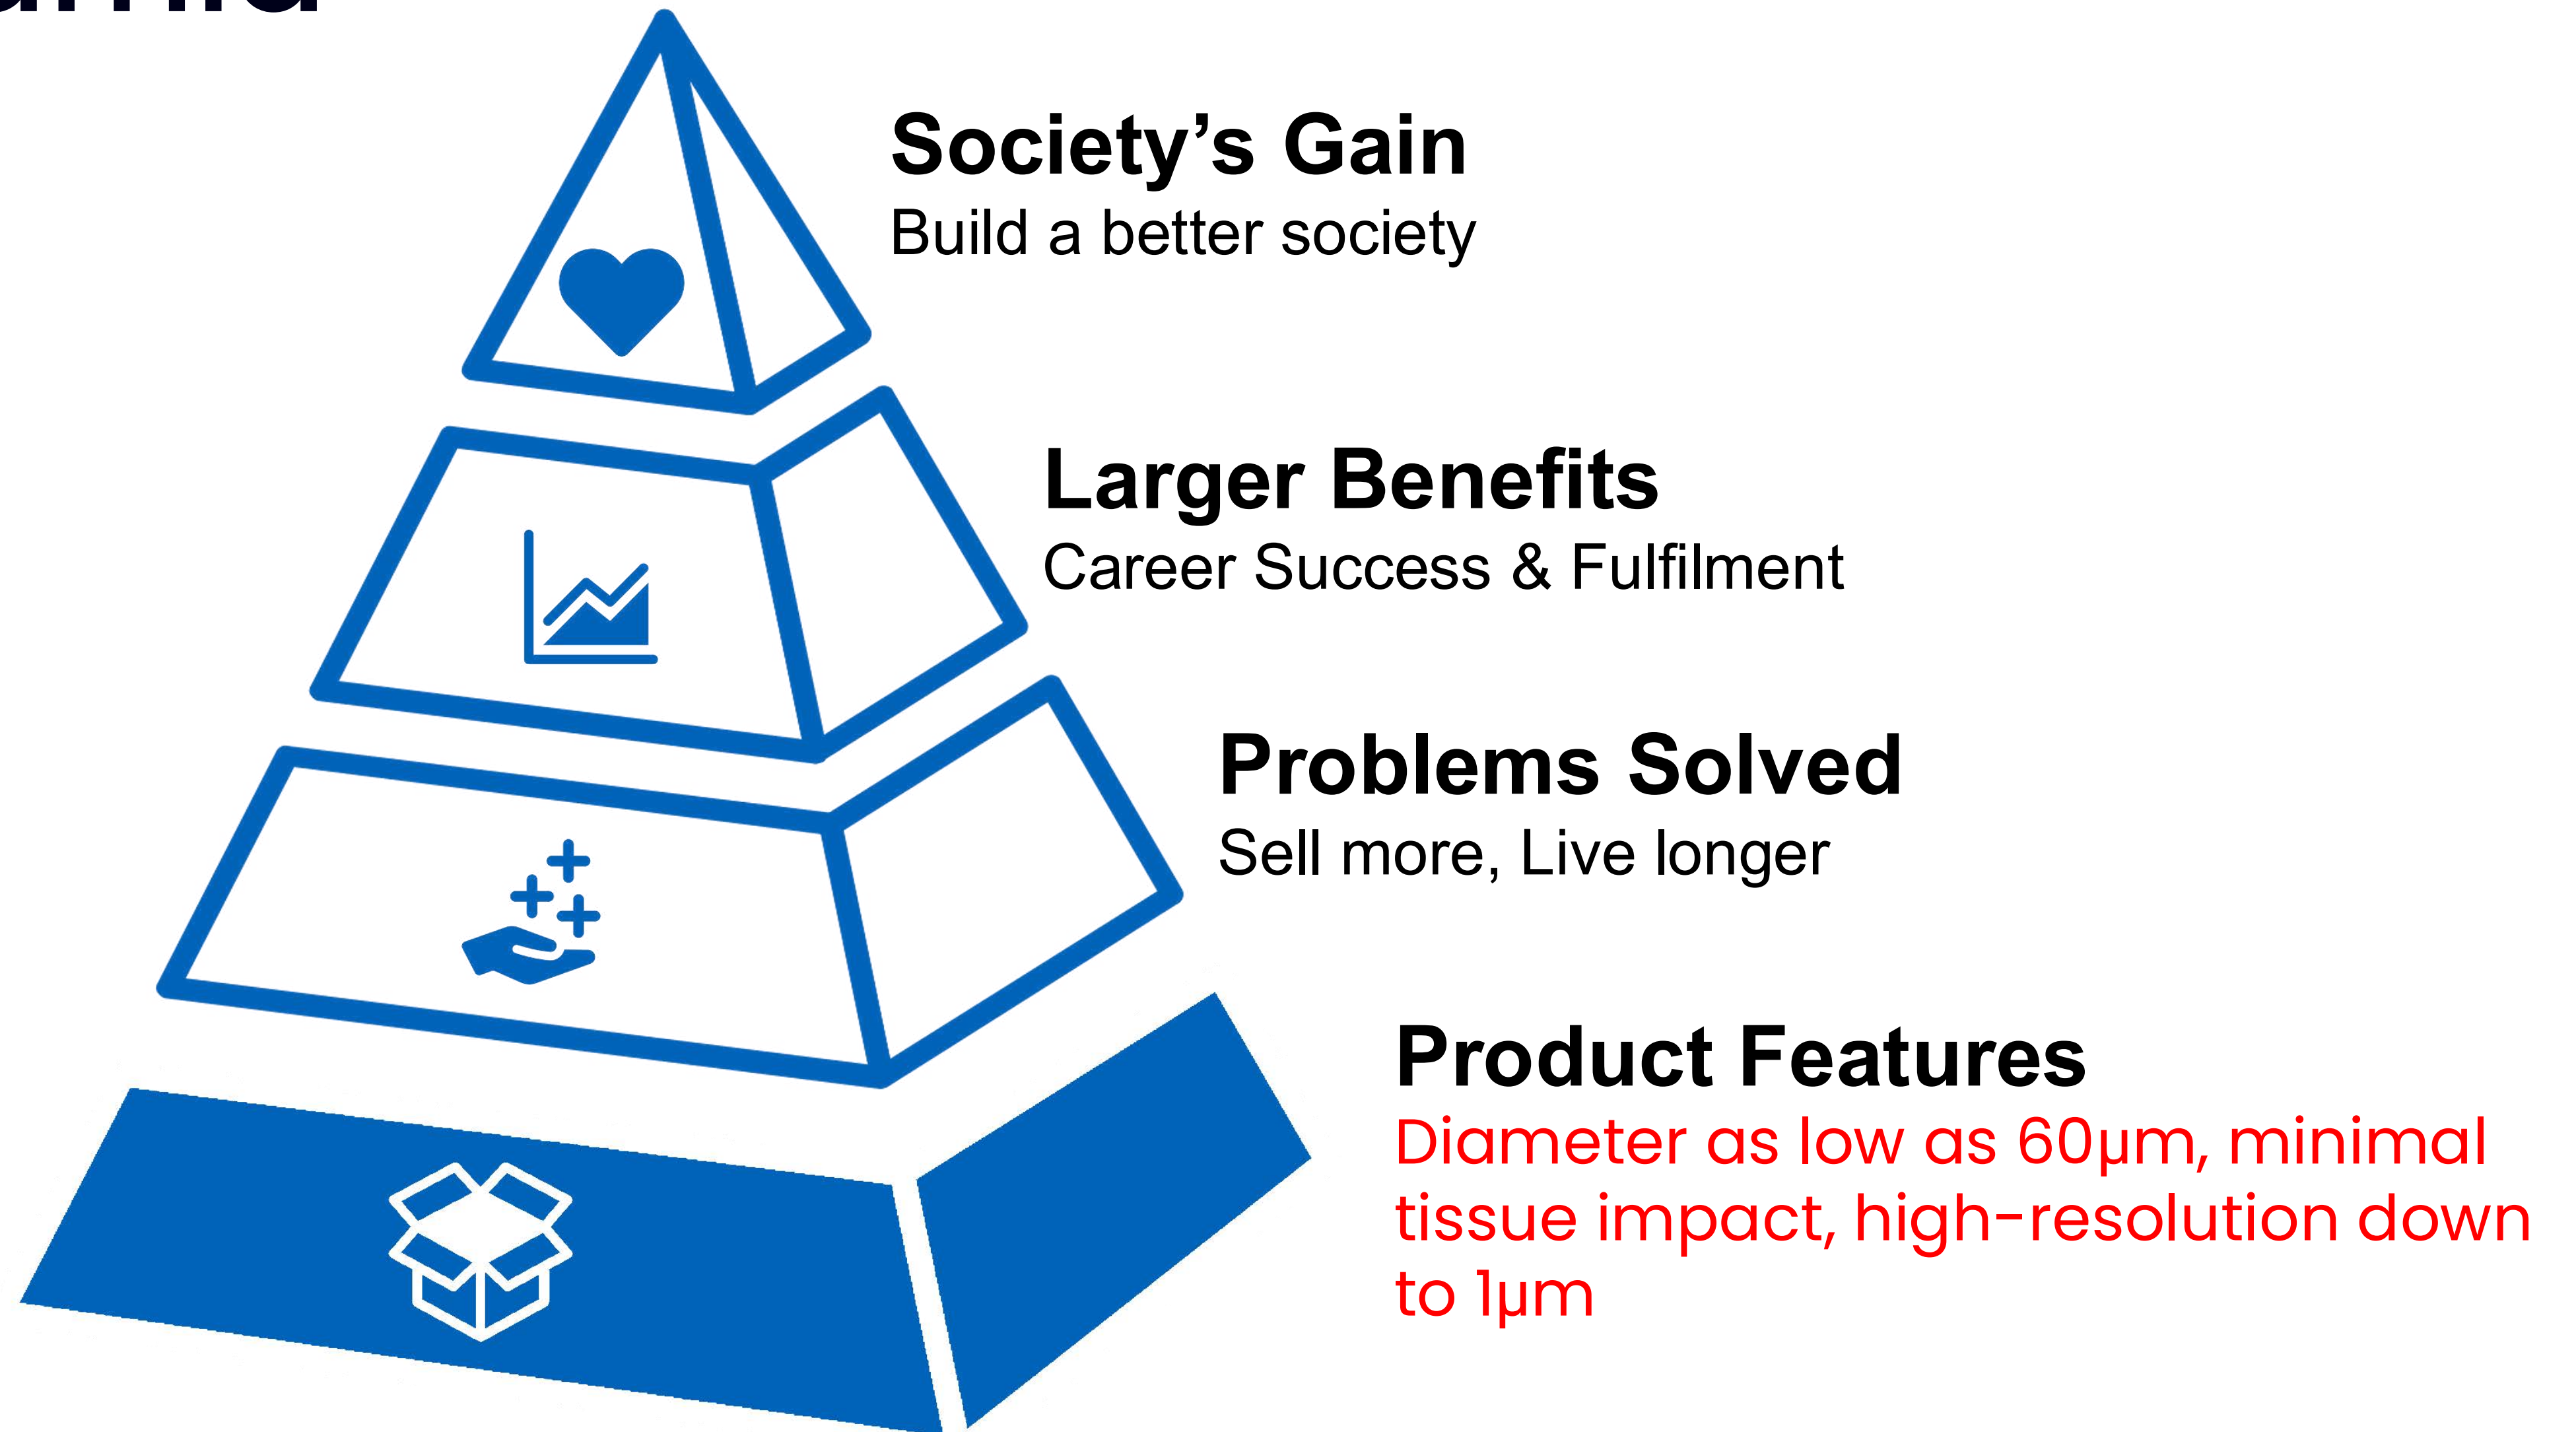 Society’s Gain
Build a better society
Larger Benefits
Career Success & Fulfilment
Problems Solved
Sell more, Live longer
Product Features
Diameter as low as 60µm, minimal
tissue impact, high-resolution down
to 1µm